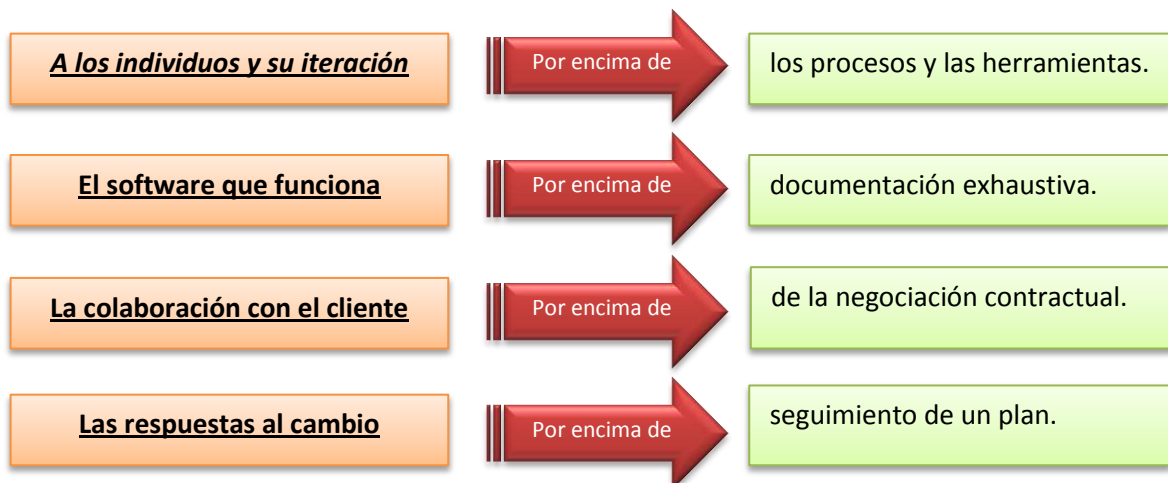 A los individuos y su iteración
Por encima de
los procesos y las herramientas.
El software que funciona
Por encima de
documentación exhaustiva.
La colaboración con el cliente
Por encima de
de la negociación contractual.
Las respuestas al cambio
Por encima de
seguimiento de un plan.